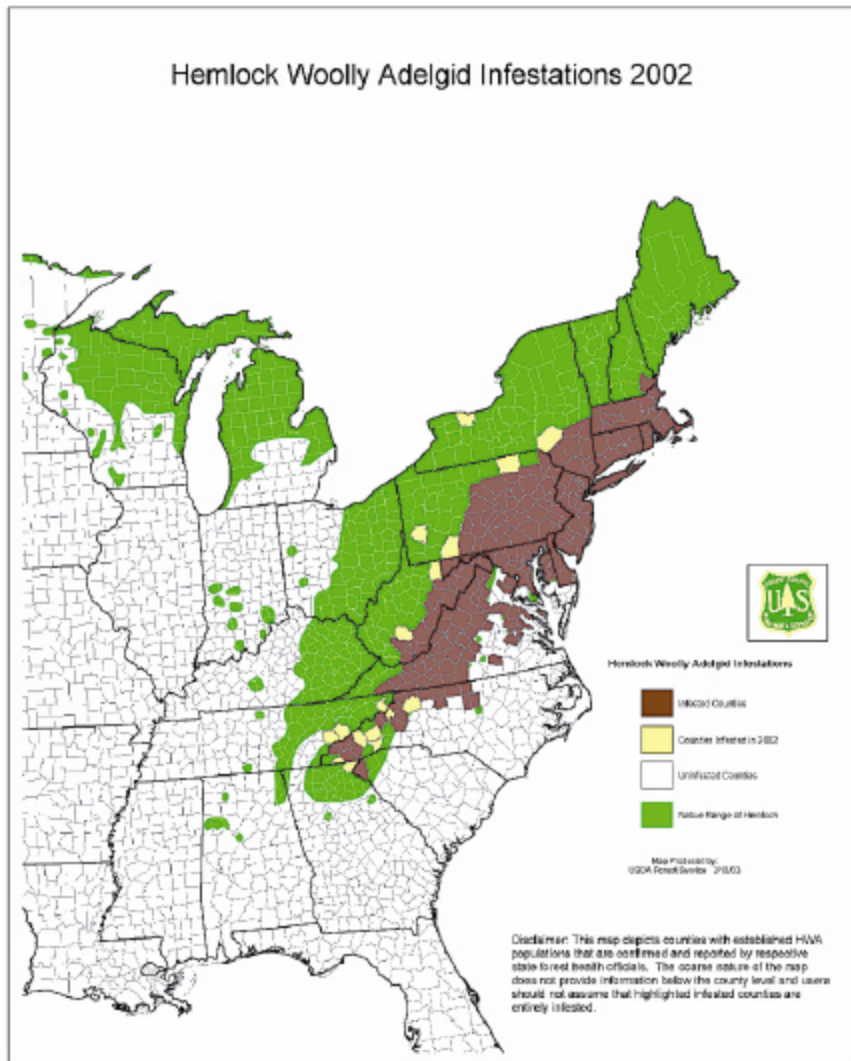 Hemlock Woolly Adelgid Infestations 2002
US
Hemlock Woolly Adelgid Infestations
Infested Counties
Counties Infested in 2002
Uninfested Counties
Native Range of Hemlock
Map Produced by:
USDA Forest Service
Disclaimer: This map depicts counties with established HWA
populations that are confirmed and reported by respective
state forest health officials. The coarse nature of the map
does not provide information below the county level and users
should not assume that highlighted infested counties are
entirely infested.